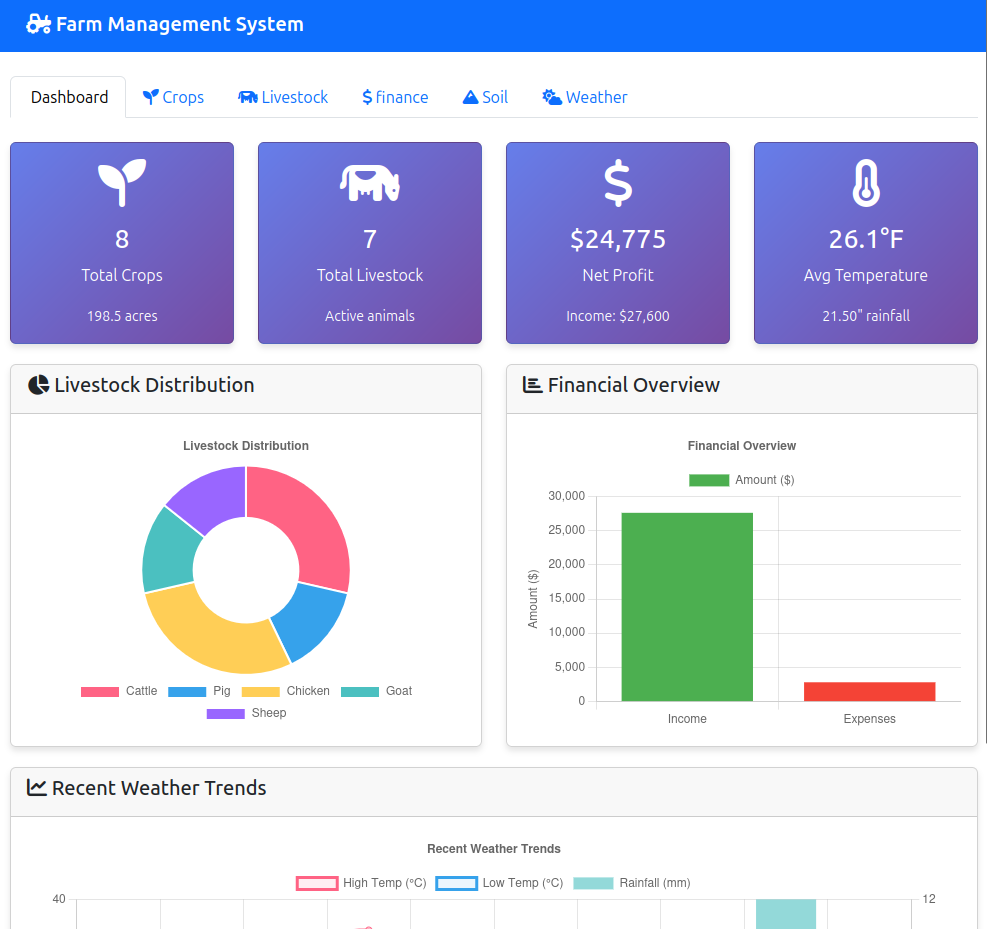 Farm Management System
Dashboard Crops Livestock finance Soil Weather
8
Total Crops
198.5 acres
7
Total Livestock
Active animals
$24,775
Net Profit
Income: $27,600
26.1°F
Avg Temperature
21.50" rainfall
Livestock Distribution
Livestock Distribution
Cattle Pig Chicken Goat
Sheep
Financial Overview
Financial Overview
Amount ($)
30,000
25,000
20,000
15,000
10,000
5,000
0
Amount ($)
Income Expenses
Recent Weather Trends
Recent Weather Trends
High Temp (°C) Low Temp (°C) Rainfall (mm)
40 12